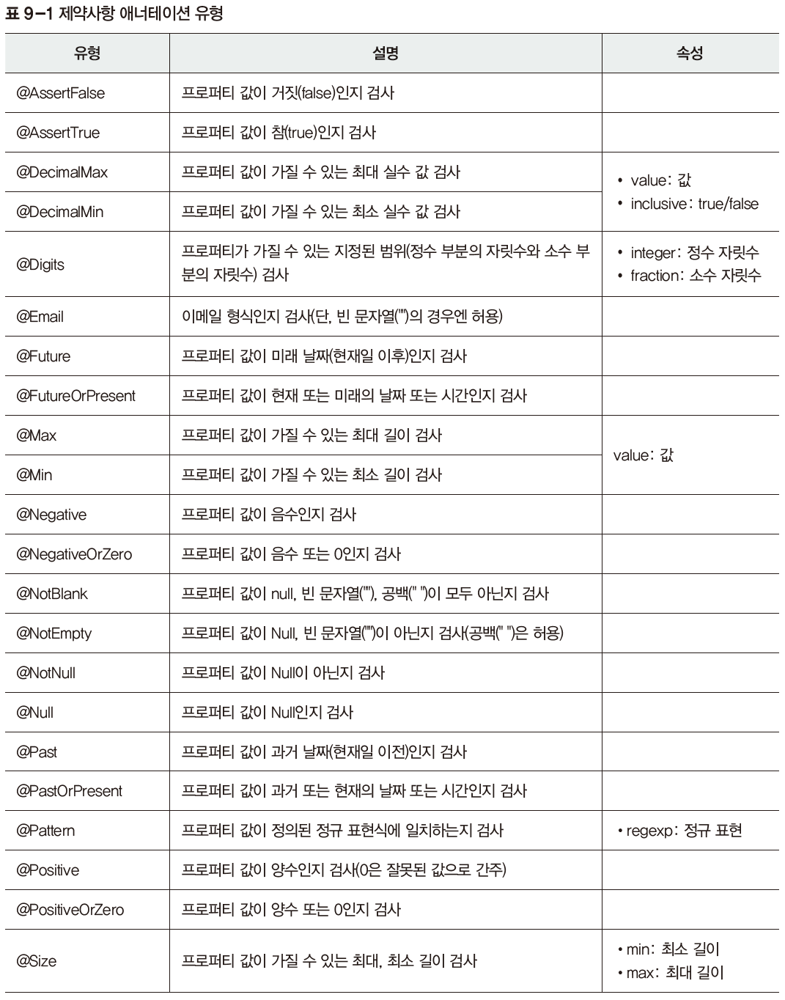 표 9-1 제약사항 애너테이션 유형
유형 설명 속성
@AssertFalse 프로퍼티 값이 거짓(false)인지 검사
@AssertTrue 프로퍼티 값이 참(true)인지 검사
@DecimalMax 프로퍼티 값이 가질 수 있는 최대 실수 값 검사
• value: 값
@DecimalMin 프로퍼티 값이 가질 수 있는 최소 실수 값 검사
• inclusive: true/false
@Digits
프로퍼티가 가질 수 있는 지정된 범위(정수 부분의 자릿수와 소수 부
분의 자릿수) 검사
• integer: 정수 자릿수
• fraction: 소수 자릿수
@Email 이메일 형식인지 검사(단, 빈 문자열("")의 경우엔 허용)
@Future 프로퍼티 값이 미래 날짜(현재일 이후)인지 검사
@FutureOrPresent 프로퍼티 값이 현재 또는 미래의 날짜 또는 시간인지 검사
@Max 프로퍼티 값이 가질 수 있는 최대 길이 검사
value: 값
@Min 프로퍼티 값이 가질 수 있는 최소 길이 검사
@Negative 프로퍼티 값이 음수인지 검사
@NegativeOrZero 프로퍼티 값이 음수 또는 0인지 검사
@NotBlank 프로퍼티 값이 null, 빈 문자열(""), 공백(" ")이 모두 아닌지 검사
@NotEmpty 프로퍼티 값이 Null, 빈 문자열("")이 아닌지 검사(공백(" ")은 허용)
@NotNull 프로퍼티 값이 Null이 아닌지 검사
@Null 프로퍼티 값이 Null인지 검사
@Past 프로퍼티 값이 과거 날짜(현재일 이전)인지 검사
@PastOrPresent 프로퍼티 값이 과거 또는 현재의 날짜 또는 시간인지 검사
@Pattern 프로퍼티 값이 정의된 정규 표현식에 일치하는지 검사 • regexp: 정규 표현
@Positive 프로퍼티 값이 양수인지 검사(0은 잘못된 값으로 간주)
@PositiveOrZero 프로퍼티 값이 양수 또는 0인지 검사
@Size 프로퍼티 값이 가질 수 있는 최대, 최소 길이 검사
• min: 최소 길이
• max: 최대 길이